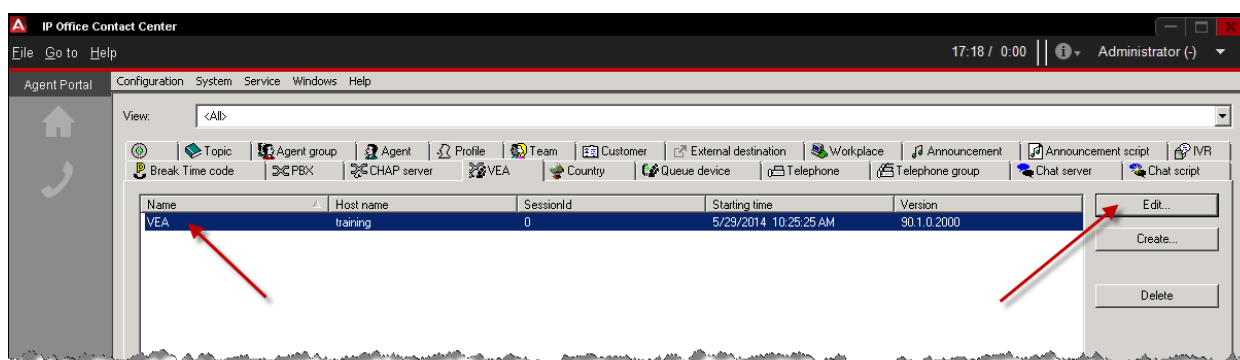 IP Office Contact Center
File Go to Help 17:18 / 0:00 Administrator (-)
Agent Portal Configuration System Service Windows Help
View: <All>
Topic Agent group Agent Profile Team Customer External destination Workplace Announcement Announcement script IVR
Break Time code PBX CHAP server VEA Country Queue device Telephone Telephone group Chat server Chat script
Name Host name SessionId Starting time Version Edit...
VEA training 0 5/29/2014 10:25:25 AM 90.1.0.2000
Create...
Delete